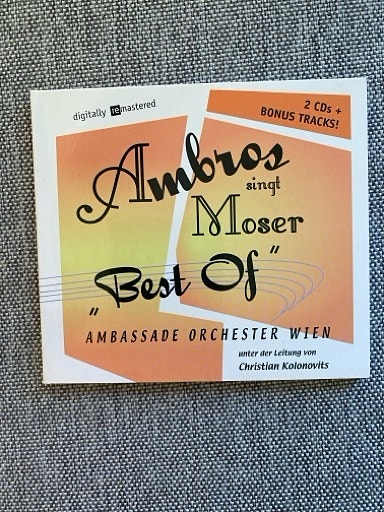 digitally remastered
2 CDs +
BONUS TRACKS!
Ambros
singt
Moser
"Best Of"
AMBASSADE ORCHESTER WIEN
unter der Leitung von
Christian Kolonovits